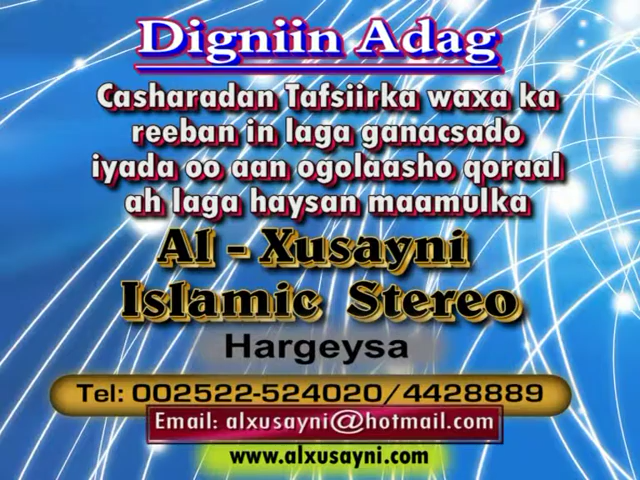 Digniin Adag
Casharadan Tafsiirka waxa ka
reeban in laga ganacsado
iyada oo aan ogolaasho qoraal
ah laga haysan maamulka
Al - Xusayni
Islamic Stereo
Hargeysa
Tel: 002522-524020/4428889
Email: alxusayni@hotmail.com
www.alxusayni.com